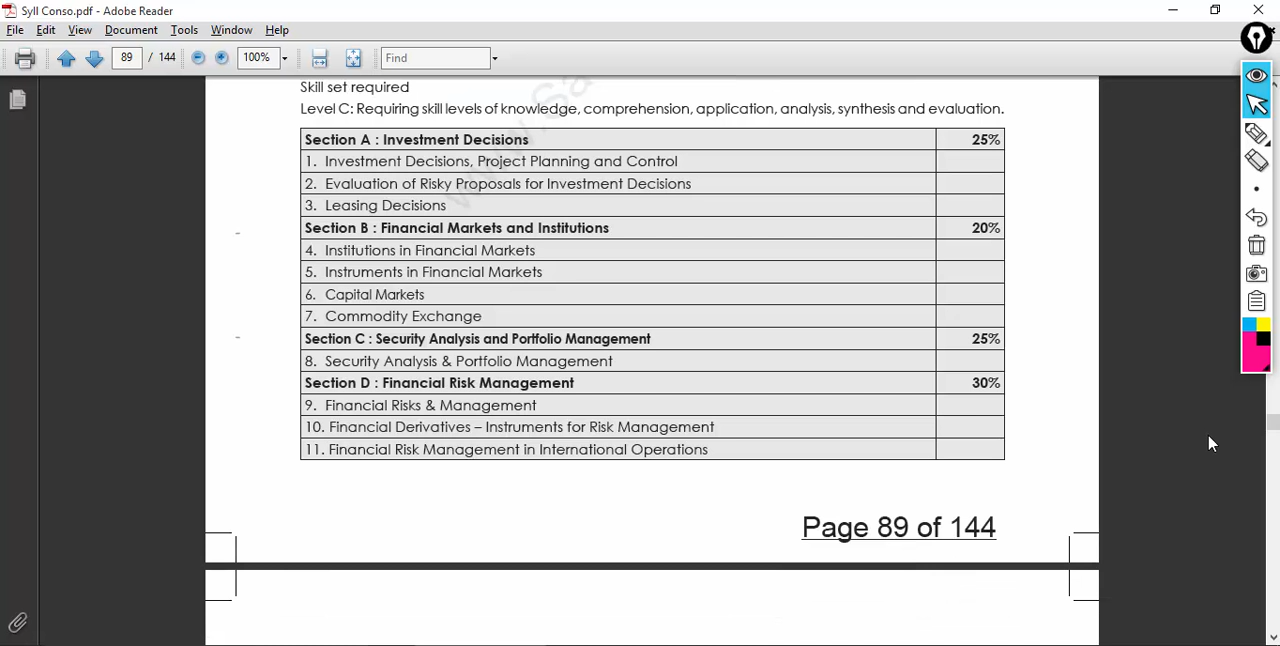 Syll Conso.pdf - Adobe Reader
File Edit View Document Tools Window Help
89 / 144 100% Find
Skill set required
Level C: Requiring skill levels of knowledge, comprehension, application, analysis, synthesis and evaluation.
Section A : Investment Decisions 25%
1. Investment Decisions, Project Planning and Control
2. Evaluation of Risky Proposals for Investment Decisions
3. Leasing Decisions
Section B : Financial Markets and Institutions 20%
4. Institutions in Financial Markets
5. Instruments in Financial Markets
6. Capital Markets
7. Commodity Exchange
Section C : Security Analysis and Portfolio Management 25%
8. Security Analysis & Portfolio Management
Section D : Financial Risk Management 30%
9. Financial Risks & Management
10. Financial Derivatives – Instruments for Risk Management
11. Financial Risk Management in International Operations
Page 89 of 144